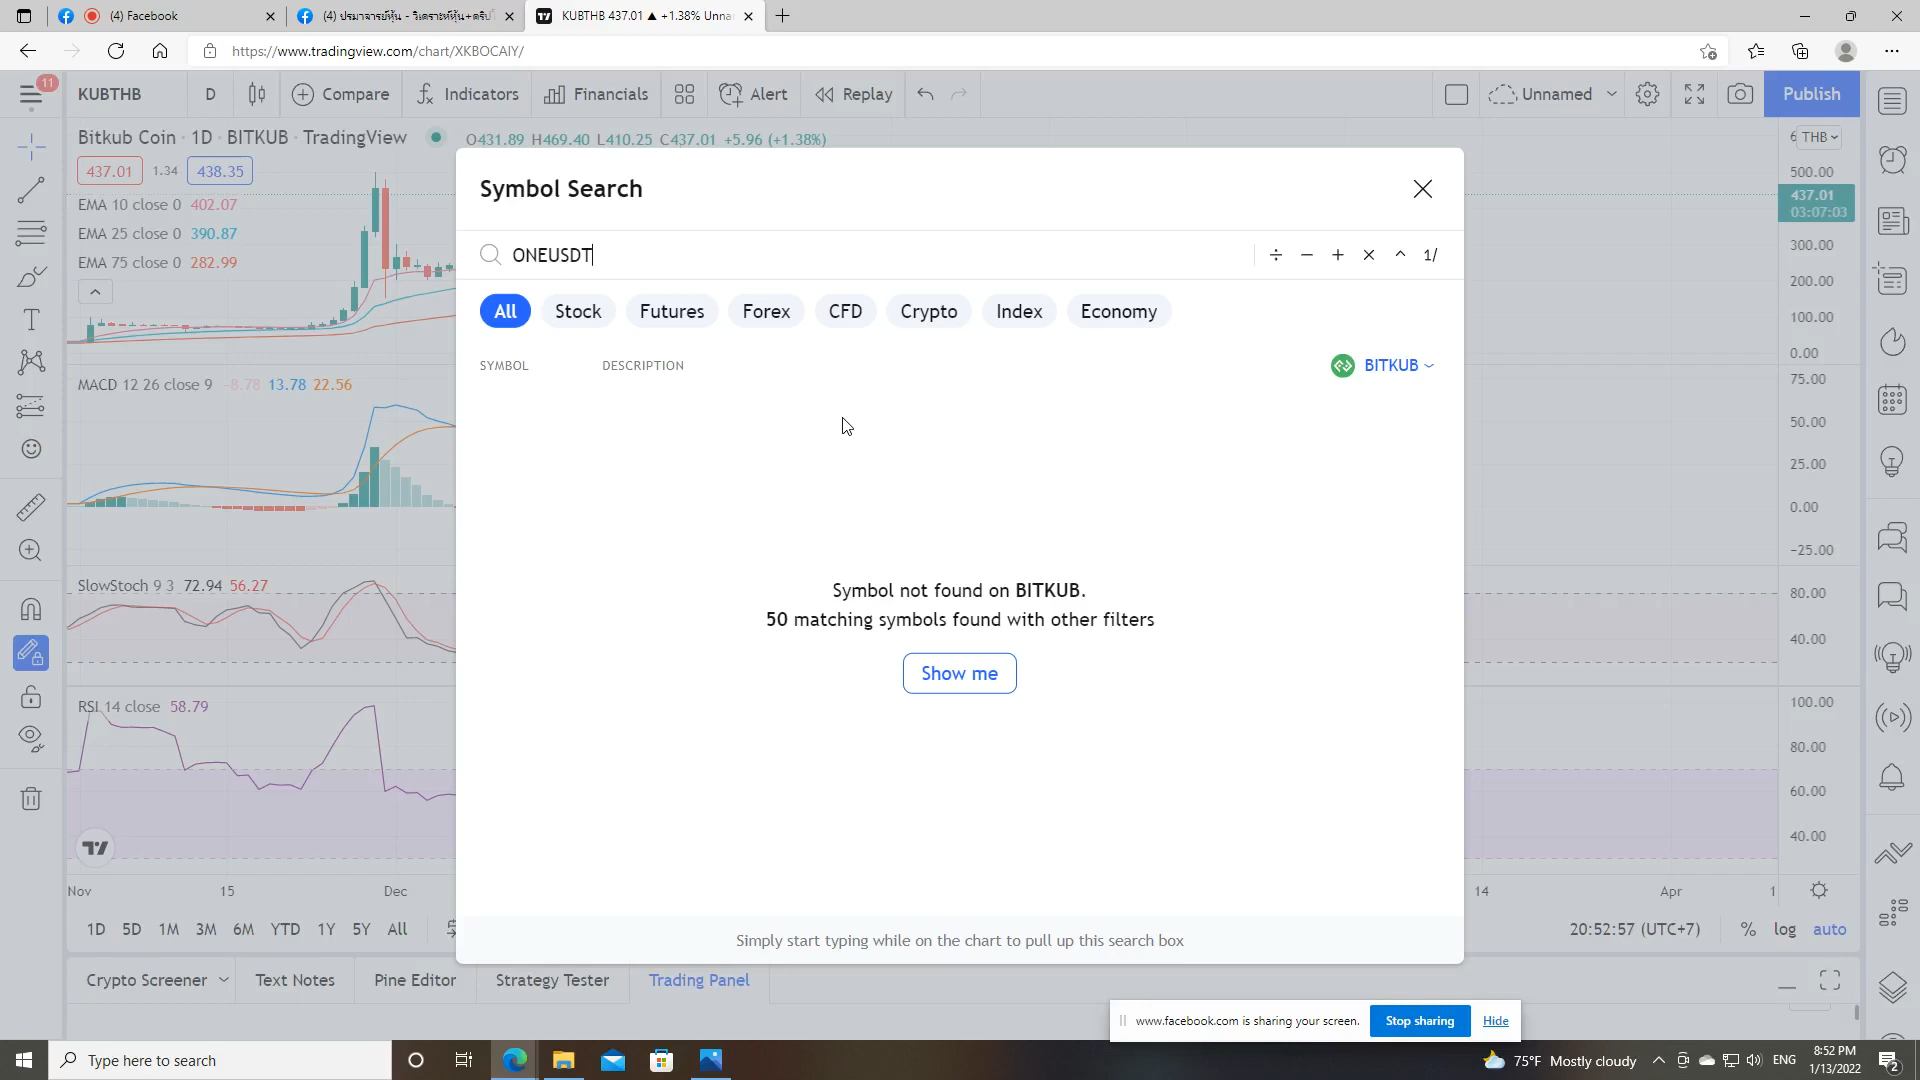 (4) Facebook
(4) ปรมาจารย์หุ้น - วิเคราะห์หุ้น+คริปโ
KUBTHB 437.01 ▲ +1.38% Unna
https://www.tradingview.com/chart/XKBOCAIY/
11
KUBTHB
D
Compare
Indicators
Financials
Alert
Replay
Unnamed
Publish
Bitkub Coin · 1D · BITKUB · TradingView
O431.89 H469.40 L410.25 C437.01 +5.96 (+1.38%)
THB
437.01
1.34
438.35
EMA 10 close 0 402.07
EMA 25 close 0 390.87
EMA 75 close 0 282.99
500.00
437.01
03:07:03
300.00
200.00
100.00
0.00
Symbol Search
ONEUSDT
÷ − + × ^ 1/
All
Stock
Futures
Forex
CFD
Crypto
Index
Economy
SYMBOL
DESCRIPTION
BITKUB
MACD 12 26 close 9 -8.78 13.78 22.56
75.00
50.00
25.00
0.00
−25.00
Symbol not found on BITKUB.
50 matching symbols found with other filters
Show me
SlowStoch 9 3 72.94 56.27
80.00
40.00
RSI 14 close 58.79
100.00
80.00
60.00
40.00
Nov
15
Dec
14
Apr
1
1D 5D 1M 3M 6M YTD 1Y 5Y All
20:52:57 (UTC+7)
%
log
auto
Simply start typing while on the chart to pull up this search box
Crypto Screener
Text Notes
Pine Editor
Strategy Tester
Trading Panel
www.facebook.com is sharing your screen.
Stop sharing
Hide
Type here to search
75°F Mostly cloudy
ENG
8:52 PM
1/13/2022
2